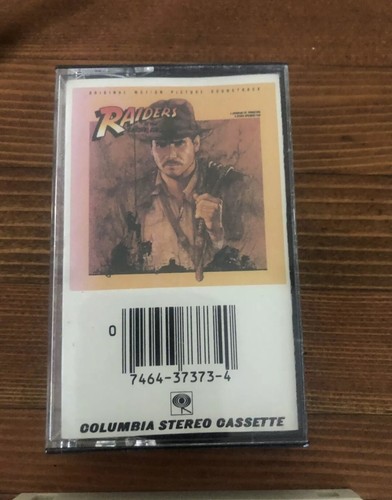 ORIGINAL MOTION PICTURE SOUNDTRACK
RAIDERS
0
7464-37373-4
COLUMBIA STEREO CASSETTE